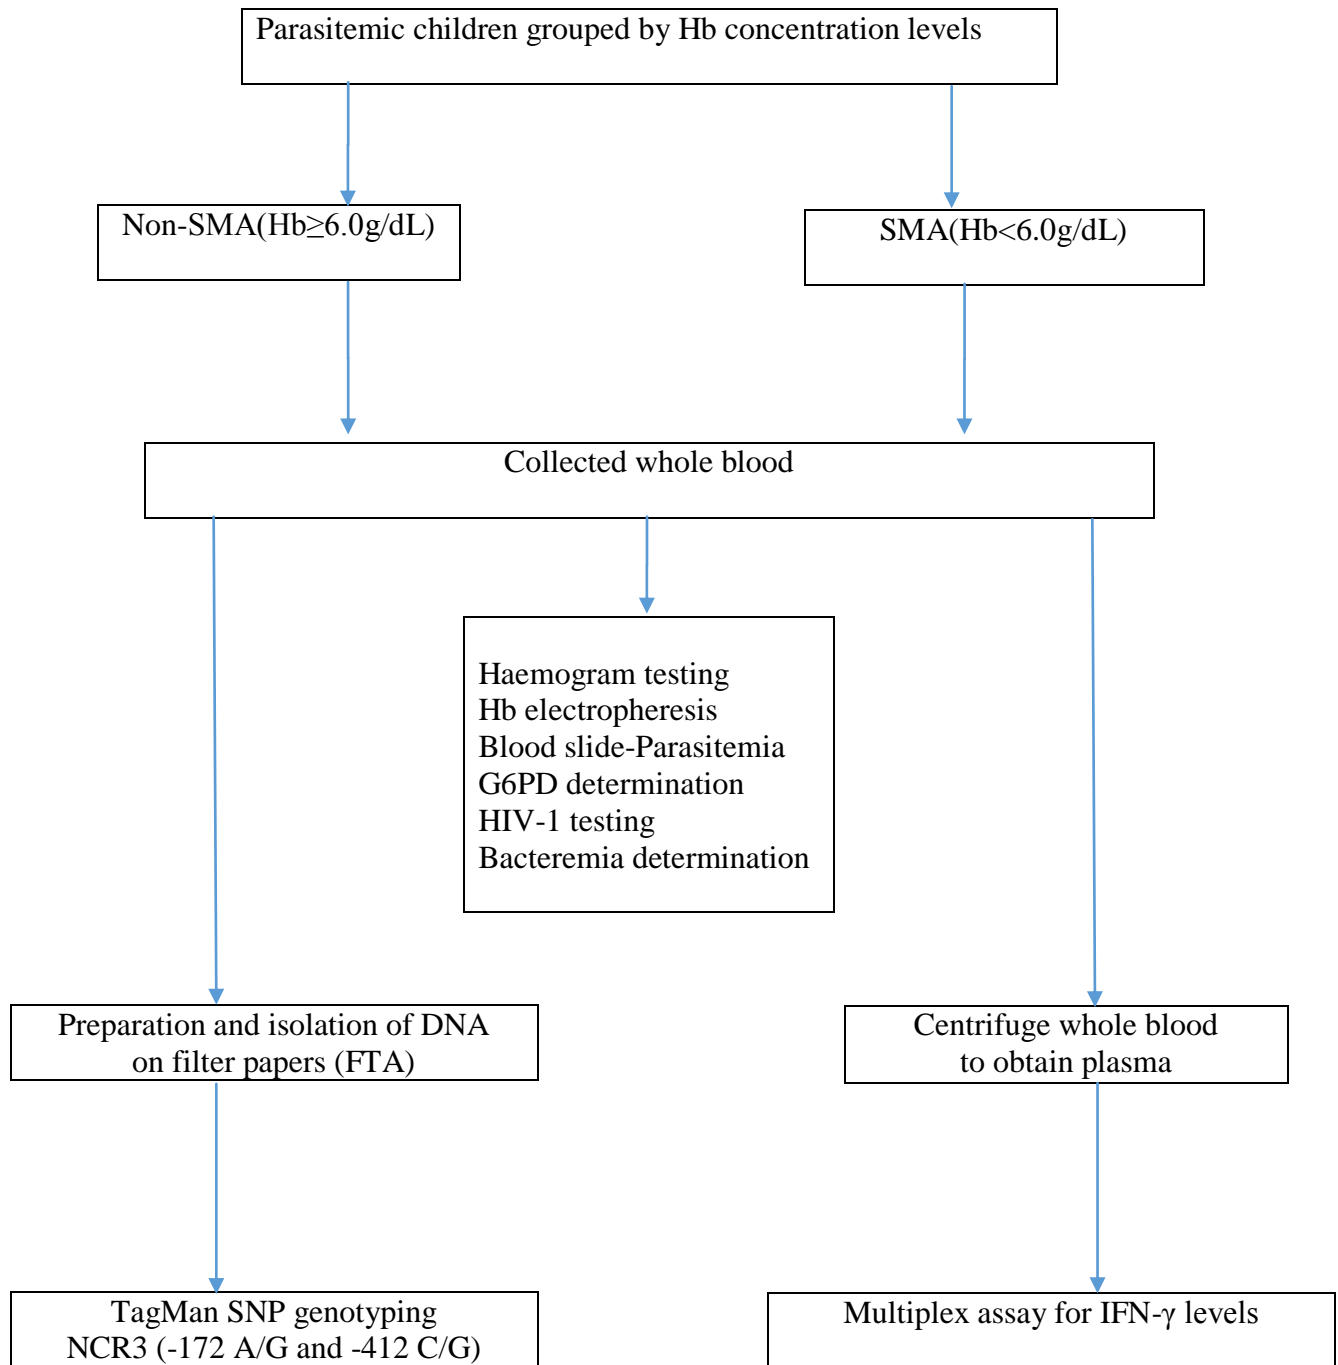 Parasitemic children grouped by Hb concentration levels
Non-SMA(Hb≥6.0g/dL)
SMA(Hb<6.0g/dL)
Collected whole blood
Haemogram testing
Hb electropheresis
Blood slide-Parasitemia
G6PD determination
HIV-1 testing
Bacteremia determination
Preparation and isolation of DNA
on filter papers (FTA)
Centrifuge whole blood
to obtain plasma
TagMan SNP genotyping
NCR3 (-172 A/G and -412 C/G)
Multiplex assay for IFN-γ levels